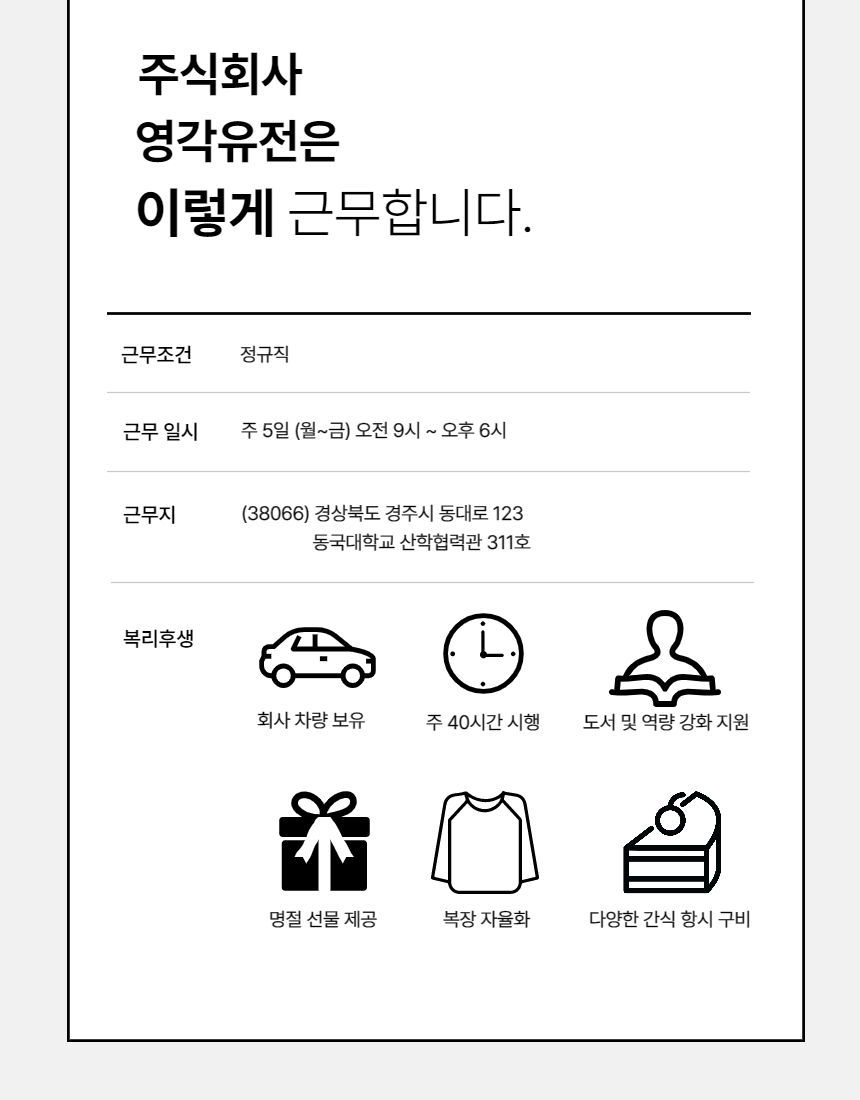 주식회사
영각유전은
이렇게 근무합니다.
근무조건 정규직
근무 일시 주 5일 (월~금) 오전 9시 ~ 오후 6시
근무지 (38066) 경상북도 경주시 동대로 123
동국대학교 산학협력관 311호
복리후생
회사 차량 보유 주 40시간 시행 도서 및 역량 강화 지원
명절 선물 제공 복장 자율화 다양한 간식 항시 구비